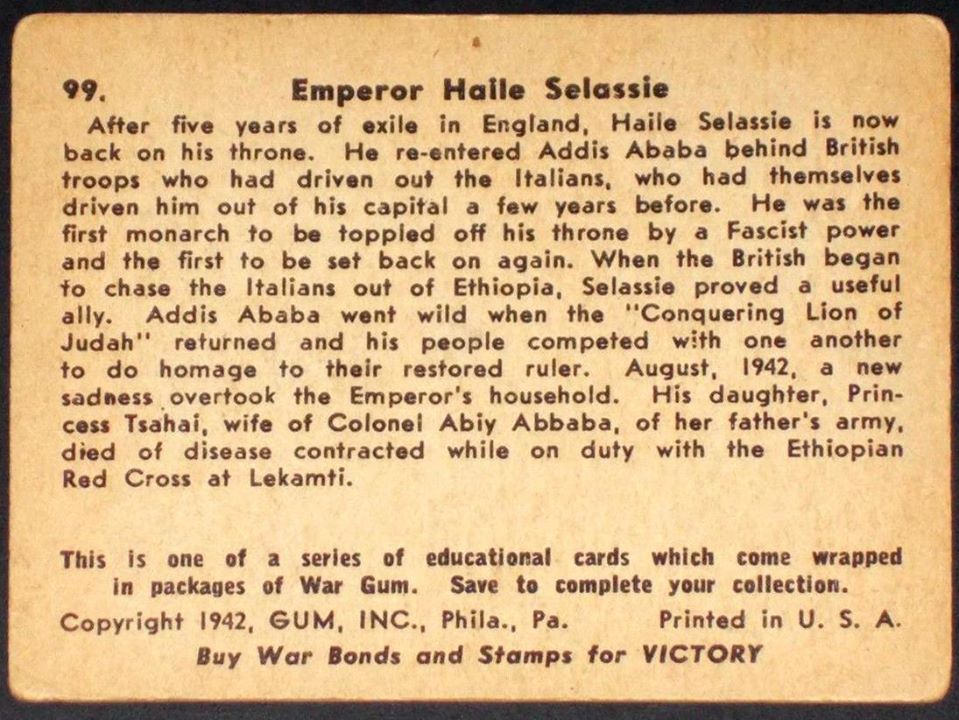 99. Emperor Haile Selassie
After five years of exile in England, Haile Selassie is now
back on his throne. He re-entered Addis Ababa behind British
troops who had driven out the Italians, who had themselves
driven him out of his capital a few years before. He was the
first monarch to be toppled off his throne by a Fascist power
and the first to be set back on again. When the British began
to chase the Italians out of Ethiopia, Selassie proved a useful
ally. Addis Ababa went wild when the "Conquering Lion of
Judah" returned and his people competed with one another
to do homage to their restored ruler. August, 1942, a new
sadness overtook the Emperor's household. His daughter, Prin-
cess Tsahai, wife of Colonel Abiy Abbaba, of her father's army,
died of disease contracted while on duty with the Ethiopian
Red Cross at Lekamti.
This is one of a series of educational cards which come wrapped
in packages of War Gum. Save to complete your collection.
Copyright 1942, GUM, INC., Phila., Pa. Printed in U. S. A.
Buy War Bonds and Stamps for VICTORY